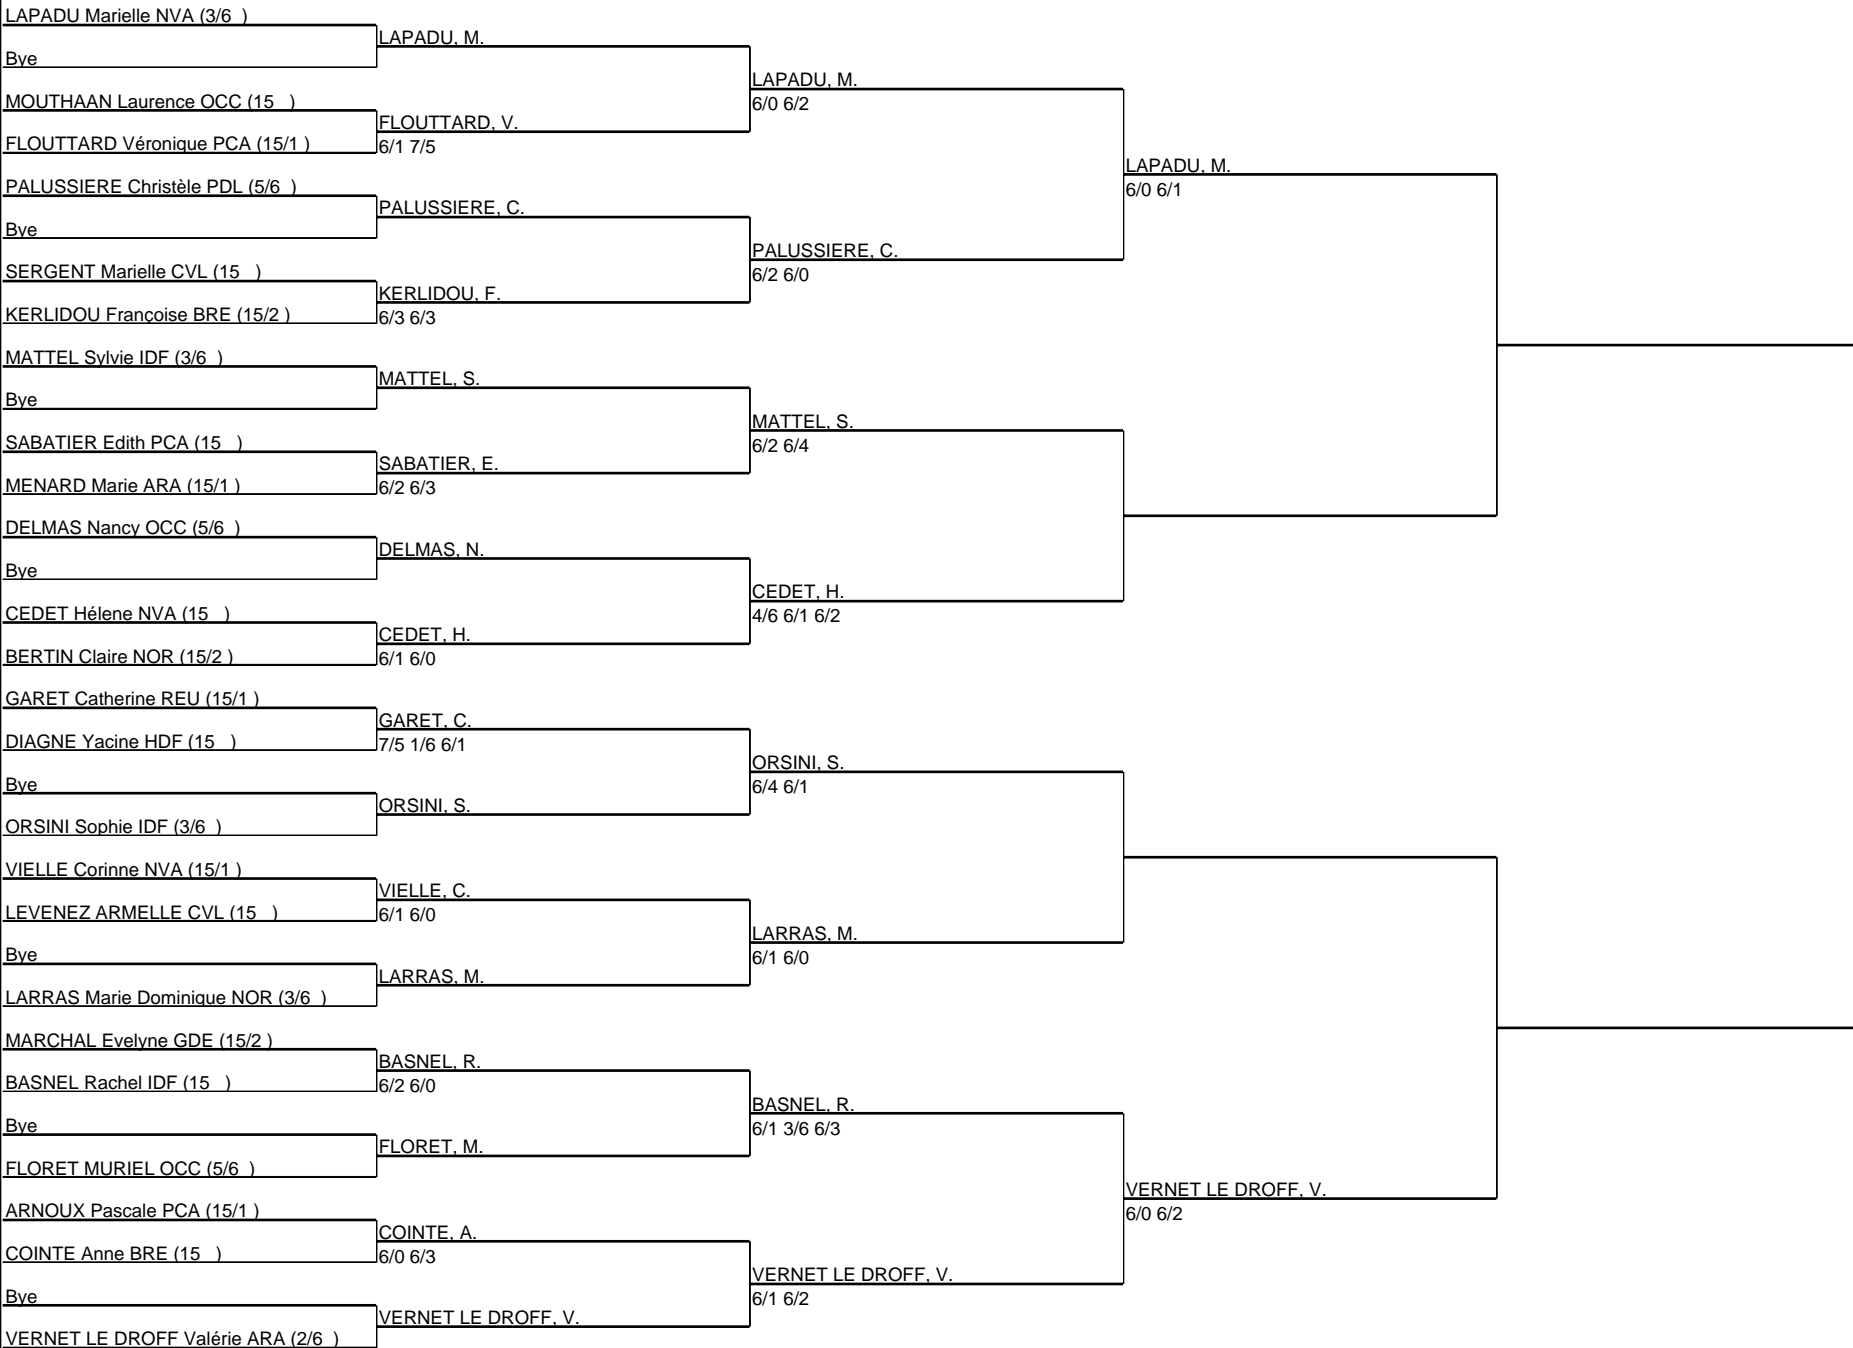 LAPADU Marielle NVA (3/6 )
Bye
MOUTHAAN Laurence OCC (15 )
FLOUTTARD Véronique PCA (15/1 )
PALUSSIERE Christèle PDL (5/6 )
Bye
SERGENT Marielle CVL (15 )
KERLIDOU Françoise BRE (15/2 )
MATTEL Sylvie IDF (3/6 )
Bye
SABATIER Edith PCA (15 )
MENARD Marie ARA (15/1 )
DELMAS Nancy OCC (5/6 )
Bye
CEDET Hélene NVA (15 )
BERTIN Claire NOR (15/2 )
GARET Catherine REU (15/1 )
DIAGNE Yacine HDF (15 )
Bye
ORSINI Sophie IDF (3/6 )
VIELLE Corinne NVA (15/1 )
LEVENEZ ARMELLE CVL (15 )
Bye
LARRAS Marie Dominique NOR (3/6 )
MARCHAL Evelyne GDE (15/2 )
BASNEL Rachel IDF (15 )
Bye
FLORET MURIEL OCC (5/6 )
ARNOUX Pascale PCA (15/1 )
COINTE Anne BRE (15 )
Bye
VERNET LE DROFF Valérie ARA (2/6 )
LAPADU, M.
FLOUTTARD, V.
6/1 7/5
PALUSSIERE, C.
KERLIDOU, F.
6/3 6/3
MATTEL, S.
SABATIER, E.
6/2 6/3
DELMAS, N.
CEDET, H.
6/1 6/0
GARET, C.
7/5 1/6 6/1
ORSINI, S.
VIELLE, C.
6/1 6/0
LARRAS, M.
BASNEL, R.
6/2 6/0
FLORET, M.
COINTE, A.
6/0 6/3
VERNET LE DROFF, V.
LAPADU, M.
6/0 6/2
PALUSSIERE, C.
6/2 6/0
MATTEL, S.
6/2 6/4
CEDET, H.
4/6 6/1 6/2
ORSINI, S.
6/4 6/1
LARRAS, M.
6/1 6/0
BASNEL, R.
6/1 3/6 6/3
VERNET LE DROFF, V.
6/1 6/2
LAPADU, M.
6/0 6/1
VERNET LE DROFF, V.
6/0 6/2